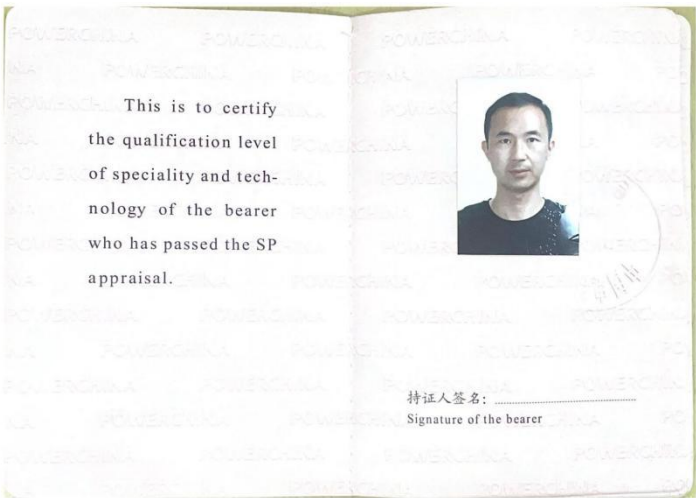 This is to certify
the qualification level
of speciality and tech-
nology of the bearer
who has passed the SP
appraisal.
持证人签名：
Signature of the bearer